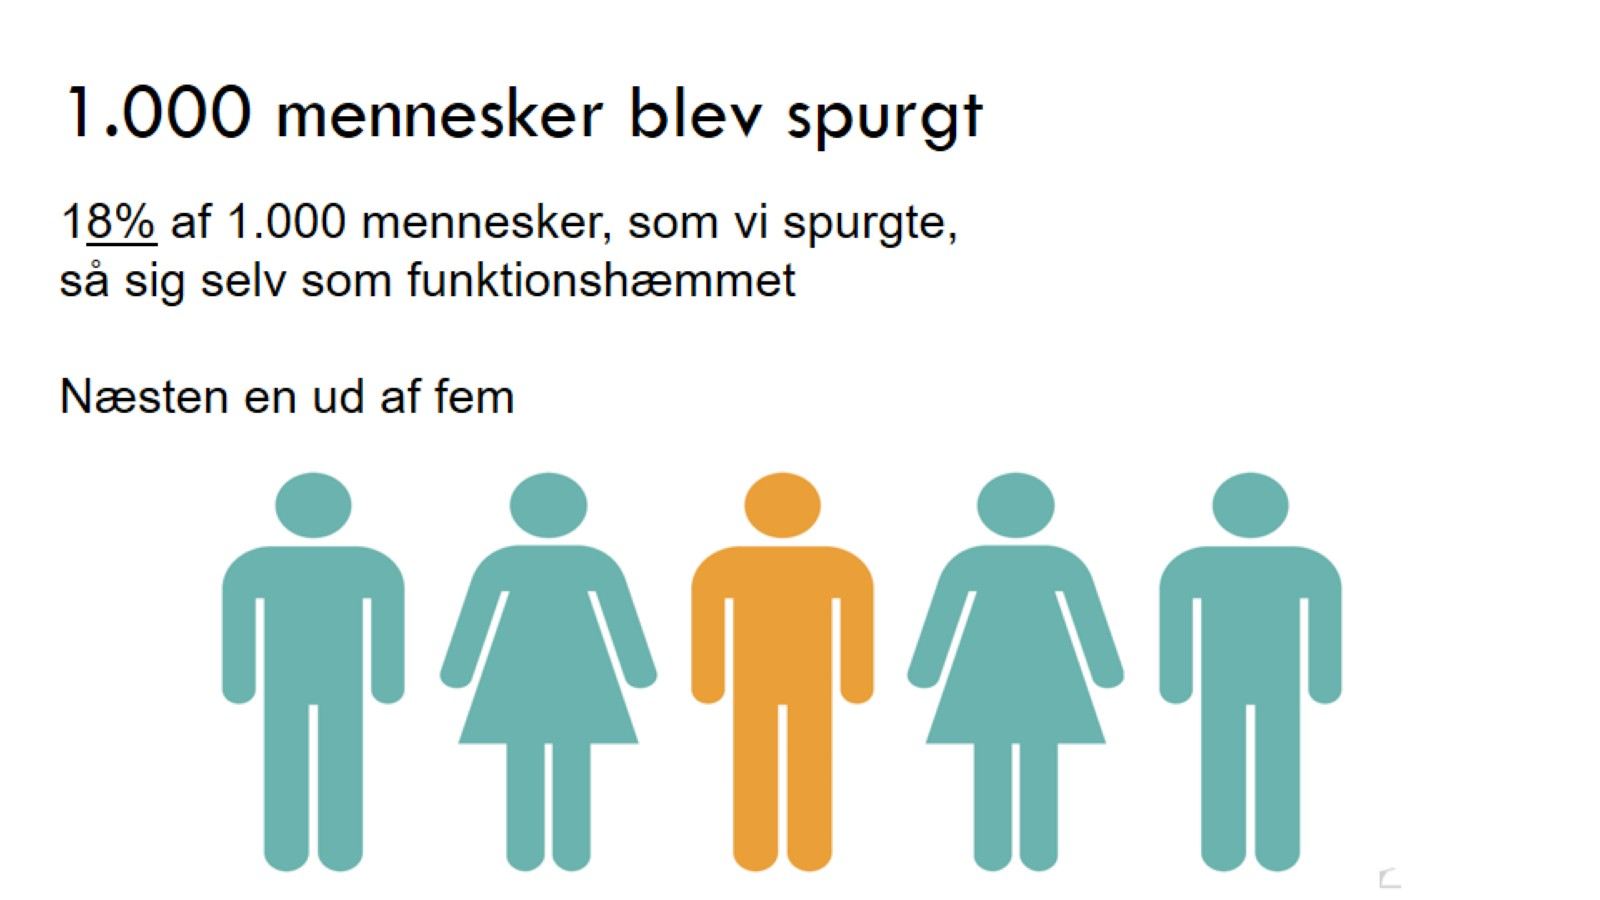 1.000 mennesker blev spurgt
18% af 1.000 mennesker, som vi spurgte,
så sig selv som funktionshæmmet
Næsten en ud af fem